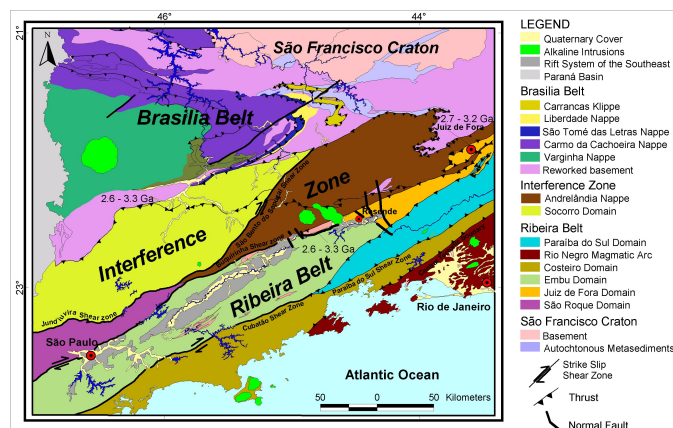 46°
44°
21°
N
São Francisco Craton
Brasilia Belt
2.7 - 3.2 Ga
Juiz de Fora
2.6 - 3.3 Ga
Zone
Resende
2.6 - 3.3 Ga
Interference
Ribeira Belt
23°
Paraíba do Sul Shear Zone
Cubatão Shear Zone
Rio de Janeiro
São Paulo
Atlantic Ocean
50 0 50 Kilometers
LEGEND
Quaternary Cover
Alkaline Intrusions
Rift System of the Southeast
Paraná Basin
Brasilia Belt
Carrancas Klippe
Liberdade Nappe
São Tomé das Letras Nappe
Carmo da Cachoeira Nappe
Varginha Nappe
Reworked basement
Interference Zone
Andrelândia Nappe
Socorro Domain
Ribeira Belt
Paraíba do Sul Domain
Rio Negro Magmatic Arc
Costeiro Domain
Embu Domain
Juiz de Fora Domain
São Roque Domain
São Francisco Craton
Basement
Autochtonous Metasediments
Strike Slip
Shear Zone
Thrust
Normal Fault